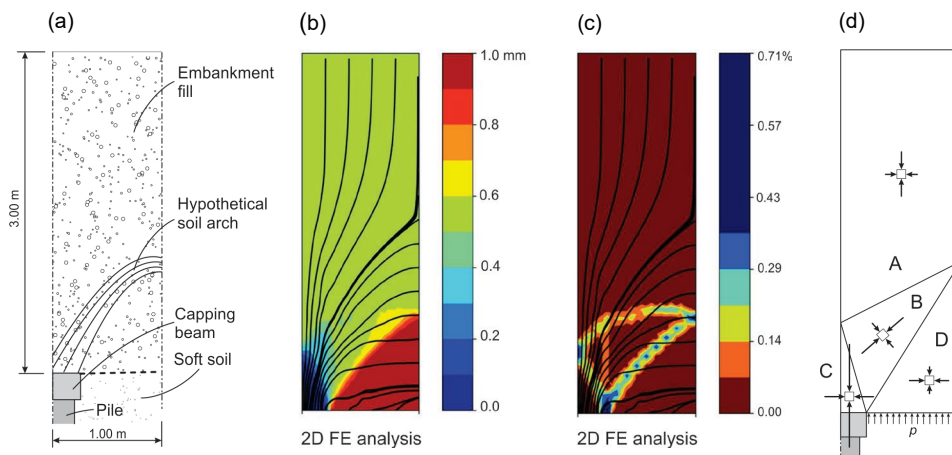 (a)
3.00 m
Embankment
fill
Hypothetical
soil arch
Capping
beam
Soft soil
Pile
1.00 m
(b)
1.0 mm
0.8
0.6
0.4
0.2
0.0
2D FE analysis
(c)
0.71%
0.57
0.43
0.29
0.14
0.00
2D FE analysis
(d)
A
B
D
C
p